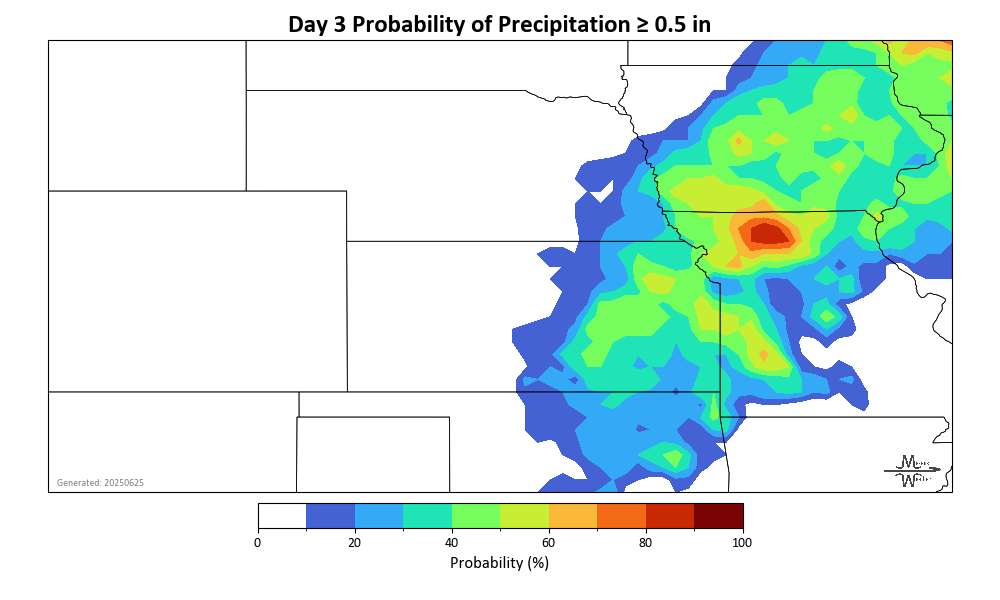 Day 3 Probability of Precipitation ≥ 0.5 in
Generated: 20250625
0 20 40 60 80 100
Probability (%)